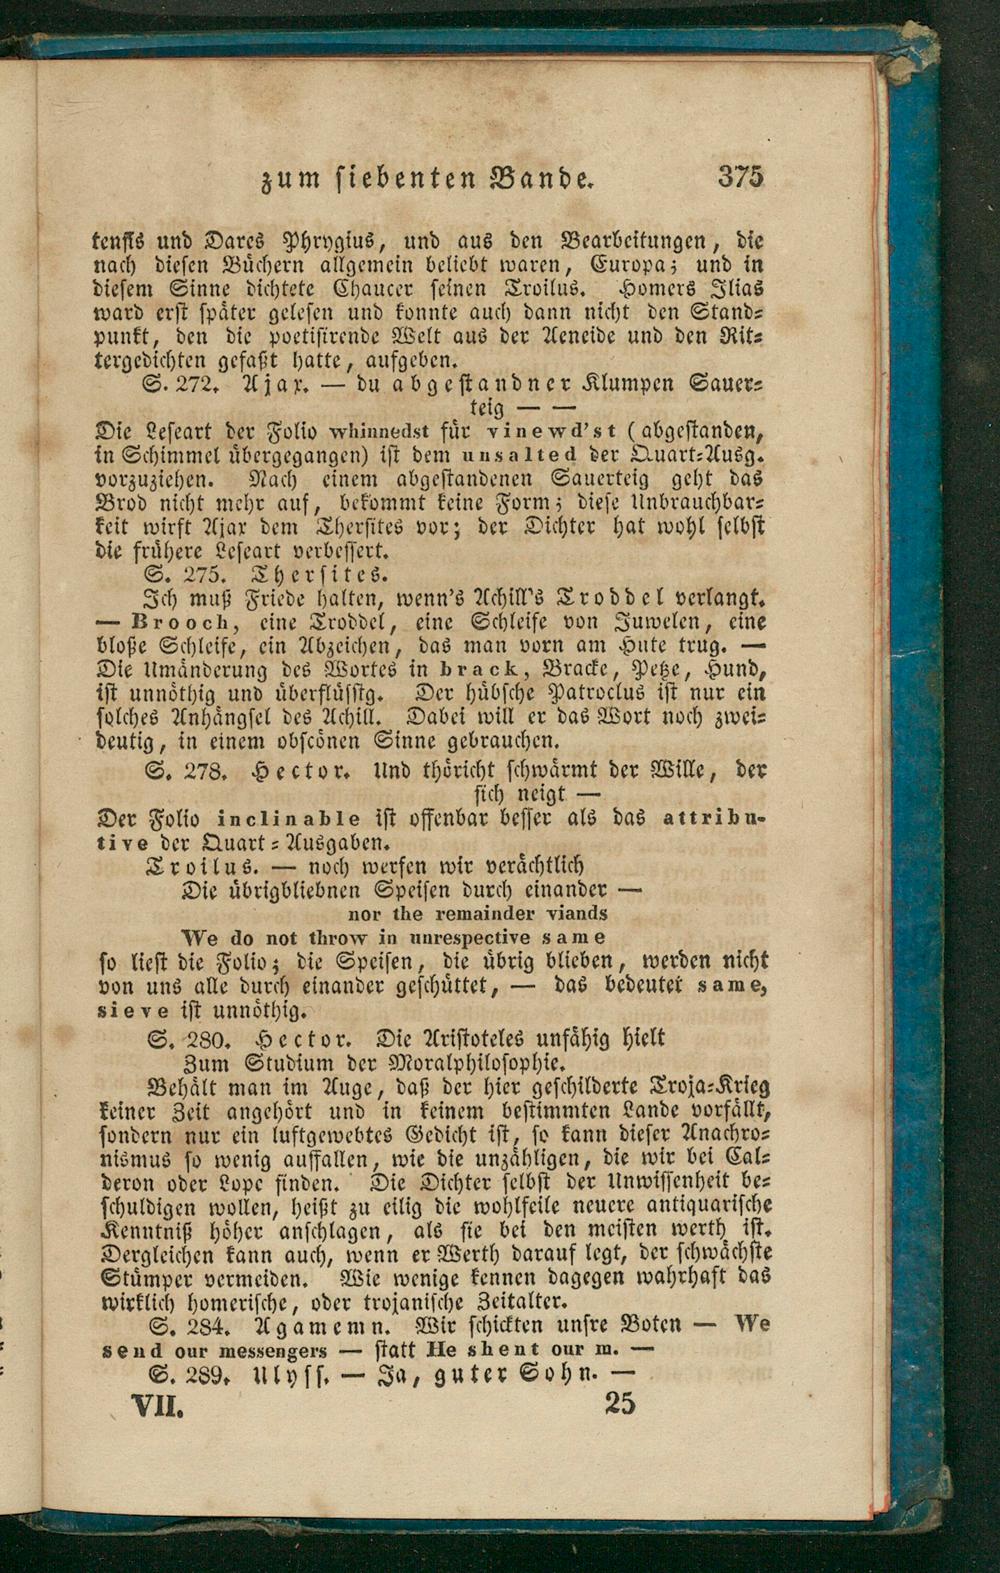 zum siebenten Bande. 375
tensis und Dares Phrygius, und aus den Bearbeitungen, die
nach diesen Büchern allgemein beliebt waren, Europa; und in
diesem Sinne dichtete Chaucer seinen Troilus. Homers Ilias
ward erst später gelesen und konnte auch dann nicht den Stand-
punkt, den die poetisirende Welt aus der Aeneide und den Rit-
tergedichten gefaßt hatte, aufgeben.
S. 272. Ajax. — du abgestandner Klumpen Sauer-
teig — —
Die Leseart der Folio whinnedst für vinewd'st (abgestanden,
in Schimmel übergegangen) ist dem unsalted der Quart-Ausg.
vorzuziehen. Nach einem abgestandenen Sauerteig geht das
Brod nicht mehr auf, bekommt keine Form; diese Unbrauchbar-
keit wirft Ajax dem Thersites vor; der Dichter hat wohl selbst
die frühere Leseart verbessert.
S. 275. Thersites.
Ich muß Friede halten, wenn's Achill's Troddel verlangt.
— Brooch, eine Troddel, eine Schleife von Juwelen, eine
bloße Schleife, ein Abzeichen, das man vorn am Hute trug. —
Die Umänderung des Wortes in brack, Bracke, Petze, Hund,
ist unnöthig und überflüssig. Der hübsche Patroclus ist nur ein
solches Anhängsel des Achill. Dabei will er das Wort noch zwei-
deutig, in einem obscönen Sinne gebrauchen.
S. 278. Hector. Und thöricht schwärmt der Wille, der
sich neigt —
Der Folio inclinable ist offenbar besser als das attribu-
tive der Quart-Ausgaben.
Troilus. — noch werfen wir verächtlich
Die übrigbliebnen Speisen durch einander —
nor the remainder viands
We do not throw in unrespective same
so liest die Folio; die Speisen, die übrig blieben, werden nicht
von uns alle durch einander geschüttet, — das bedeutet same,
sieve ist unnöthig.
S. 280. Hector. Die Aristoteles unfähig hielt
Zum Studium der Moralphilosophie.
Behält man im Auge, daß der hier geschilderte Troja-Krieg
keiner Zeit angehört und in keinem bestimmten Lande vorfällt,
sondern nur ein luftgewebtes Gedicht ist, so kann dieser Anachro-
nismus so wenig auffallen, wie die unzähligen, die wir bei Cal-
deron oder Lope finden. Die Dichter selbst der Unwissenheit be-
schuldigen wollen, heißt zu eilig die wohlfeile neuere antiquarische
Kenntniß höher anschlagen, als sie bei den meisten werth ist.
Dergleichen kann auch, wenn er Werth darauf legt, der schwächste
Stümper vermeiden. Wie wenige kennen dagegen wahrhaft das
wirklich homerische, oder trojanische Zeitalter.
S. 284. Agamemn. Wir schickten unsre Boten — We
send our messengers — statt He shent our m. —
S. 289. Ulyss. — Ja, guter Sohn. —
VII. 25